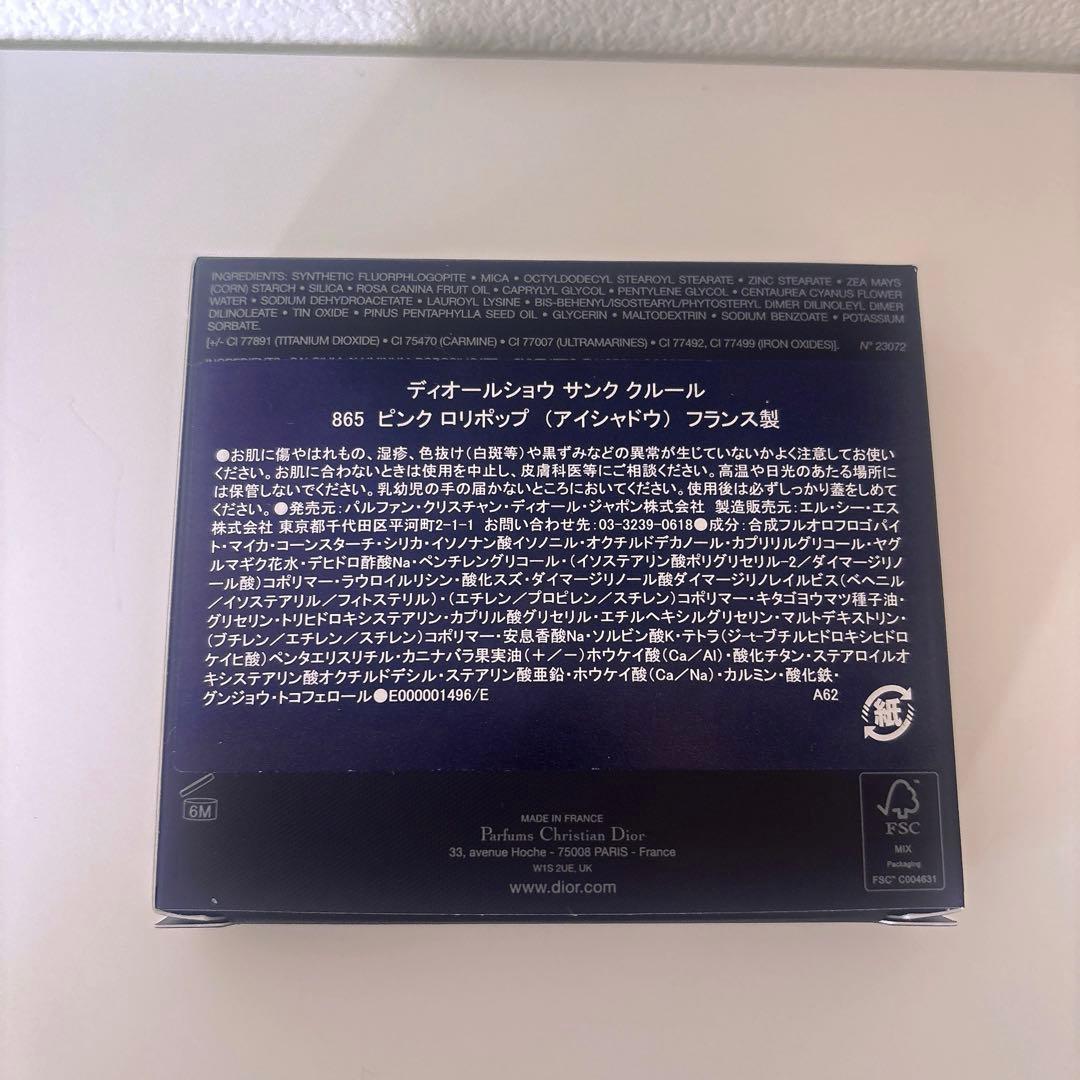 INGREDIENTS: SYNTHETIC FLUORPHLOGOPITE • MICA • OCTYLDODECYL STEAROYL STEARATE • ZINC STEARATE • ZEA MAYS
(CORN) STARCH • SILICA • ROSA CANINA FRUIT OIL • CAPRYLYL GLYCOL • PENTYLENE GLYCOL • CENTAUREA CYANUS FLOWER
WATER • SODIUM DEHYDROACETATE • LAUROYL LYSINE • BIS-BEHENYL/ISOSTEARYL/PHYTOSTERYL DIMER DILINOLEYL DIMER
DILINOLEATE • TIN OXIDE • PINUS PENTAPHYLLA SEED OIL • GLYCERIN • MALTODEXTRIN • SODIUM BENZOATE • POTASSIUM
SORBATE.
[+/- CI 77891 (TITANIUM DIOXIDE) • CI 75470 (CARMINE) • CI 77007 (ULTRAMARINES) • CI 77492, CI 77499 (IRON OXIDES)]. N° 23072
ディオールショウ サンク クルール
865 ピンク ロリポップ (アイシャドウ) フランス製
●お肌に傷やはれもの、湿疹、色抜け(白斑等)や黒ずみなどの異常が生じていないかよく注意してお使い
ください。お肌に合わないときは使用を中止し、皮膚科医等にご相談ください。高温や日光のあたる場所に
は保管しないでください。乳幼児の手の届かないところにおいてください。使用後は必ずしっかり蓋をしめて
ください。●発売元:パルファン・クリスチャン・ディオール・ジャポン株式会社 製造販売元:エル・シー・エス
株式会社 東京都千代田区平河町2-1-1 お問い合わせ先:03-3239-0618●成分:合成フルオロフロゴパイ
ト・マイカ・コーンスターチ・シリカ・イソノナン酸イソノニル・オクチルドデカノール・カプリリルグリコール・ヤグ
ルマギク花水・デヒドロ酢酸Na・ペンチレングリコール・(イソステアリン酸ポリグリセリル-2/ダイマージリノ
ール酸)コポリマー・ラウロイルリシン・酸化スズ・ダイマージリノール酸ダイマージリノレイルビス(ベヘニル
/イソステアリル/フィトステリル)・(エチレン/プロピレン/スチレン)コポリマー・キタゴヨウマツ種子油・
グリセリン・トリヒドロキシステアリン・カプリル酸グリセリル・エチルヘキシルグリセリン・マルトデキストリン・
(ブチレン/エチレン/スチレン)コポリマー・安息香酸Na・ソルビン酸K・テトラ(ジ-t-ブチルヒドロキシヒドロ
ケイヒ酸)ペンタエリスリチル・カニナバラ果実油(+/-)ホウケイ酸(Ca/Al)・酸化チタン・ステアロイルオ
キシステアリン酸オクチルドデシル・ステアリン酸亜鉛・ホウケイ酸(Ca/Na)・カルミン・酸化鉄・
グンジョウ・トコフェロール●E000001496/E A62
紙
6M
MADE IN FRANCE
Parfums Christian Dior
33, avenue Hoche - 75008 PARIS - France
W1S 2UE, UK
www.dior.com
FSC
MIX
Packaging
FSC™ C004631